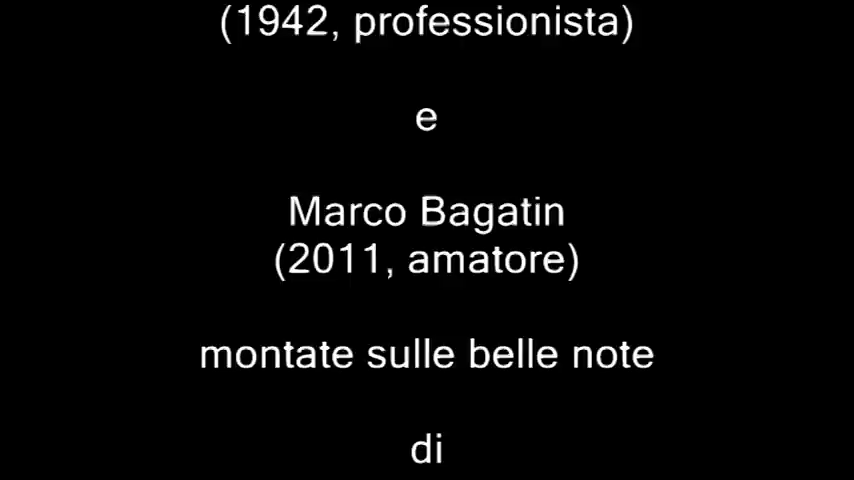 (1942, professionista)
e
Marco Bagatin
(2011, amatore)
montate sulle belle note
di